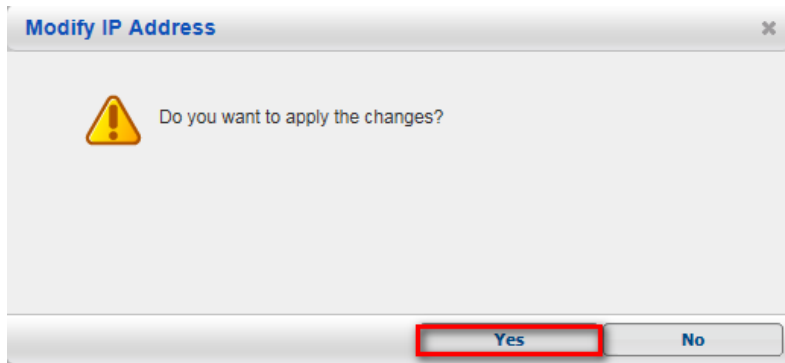 Modify IP Address
Do you want to apply the changes?
Yes
No